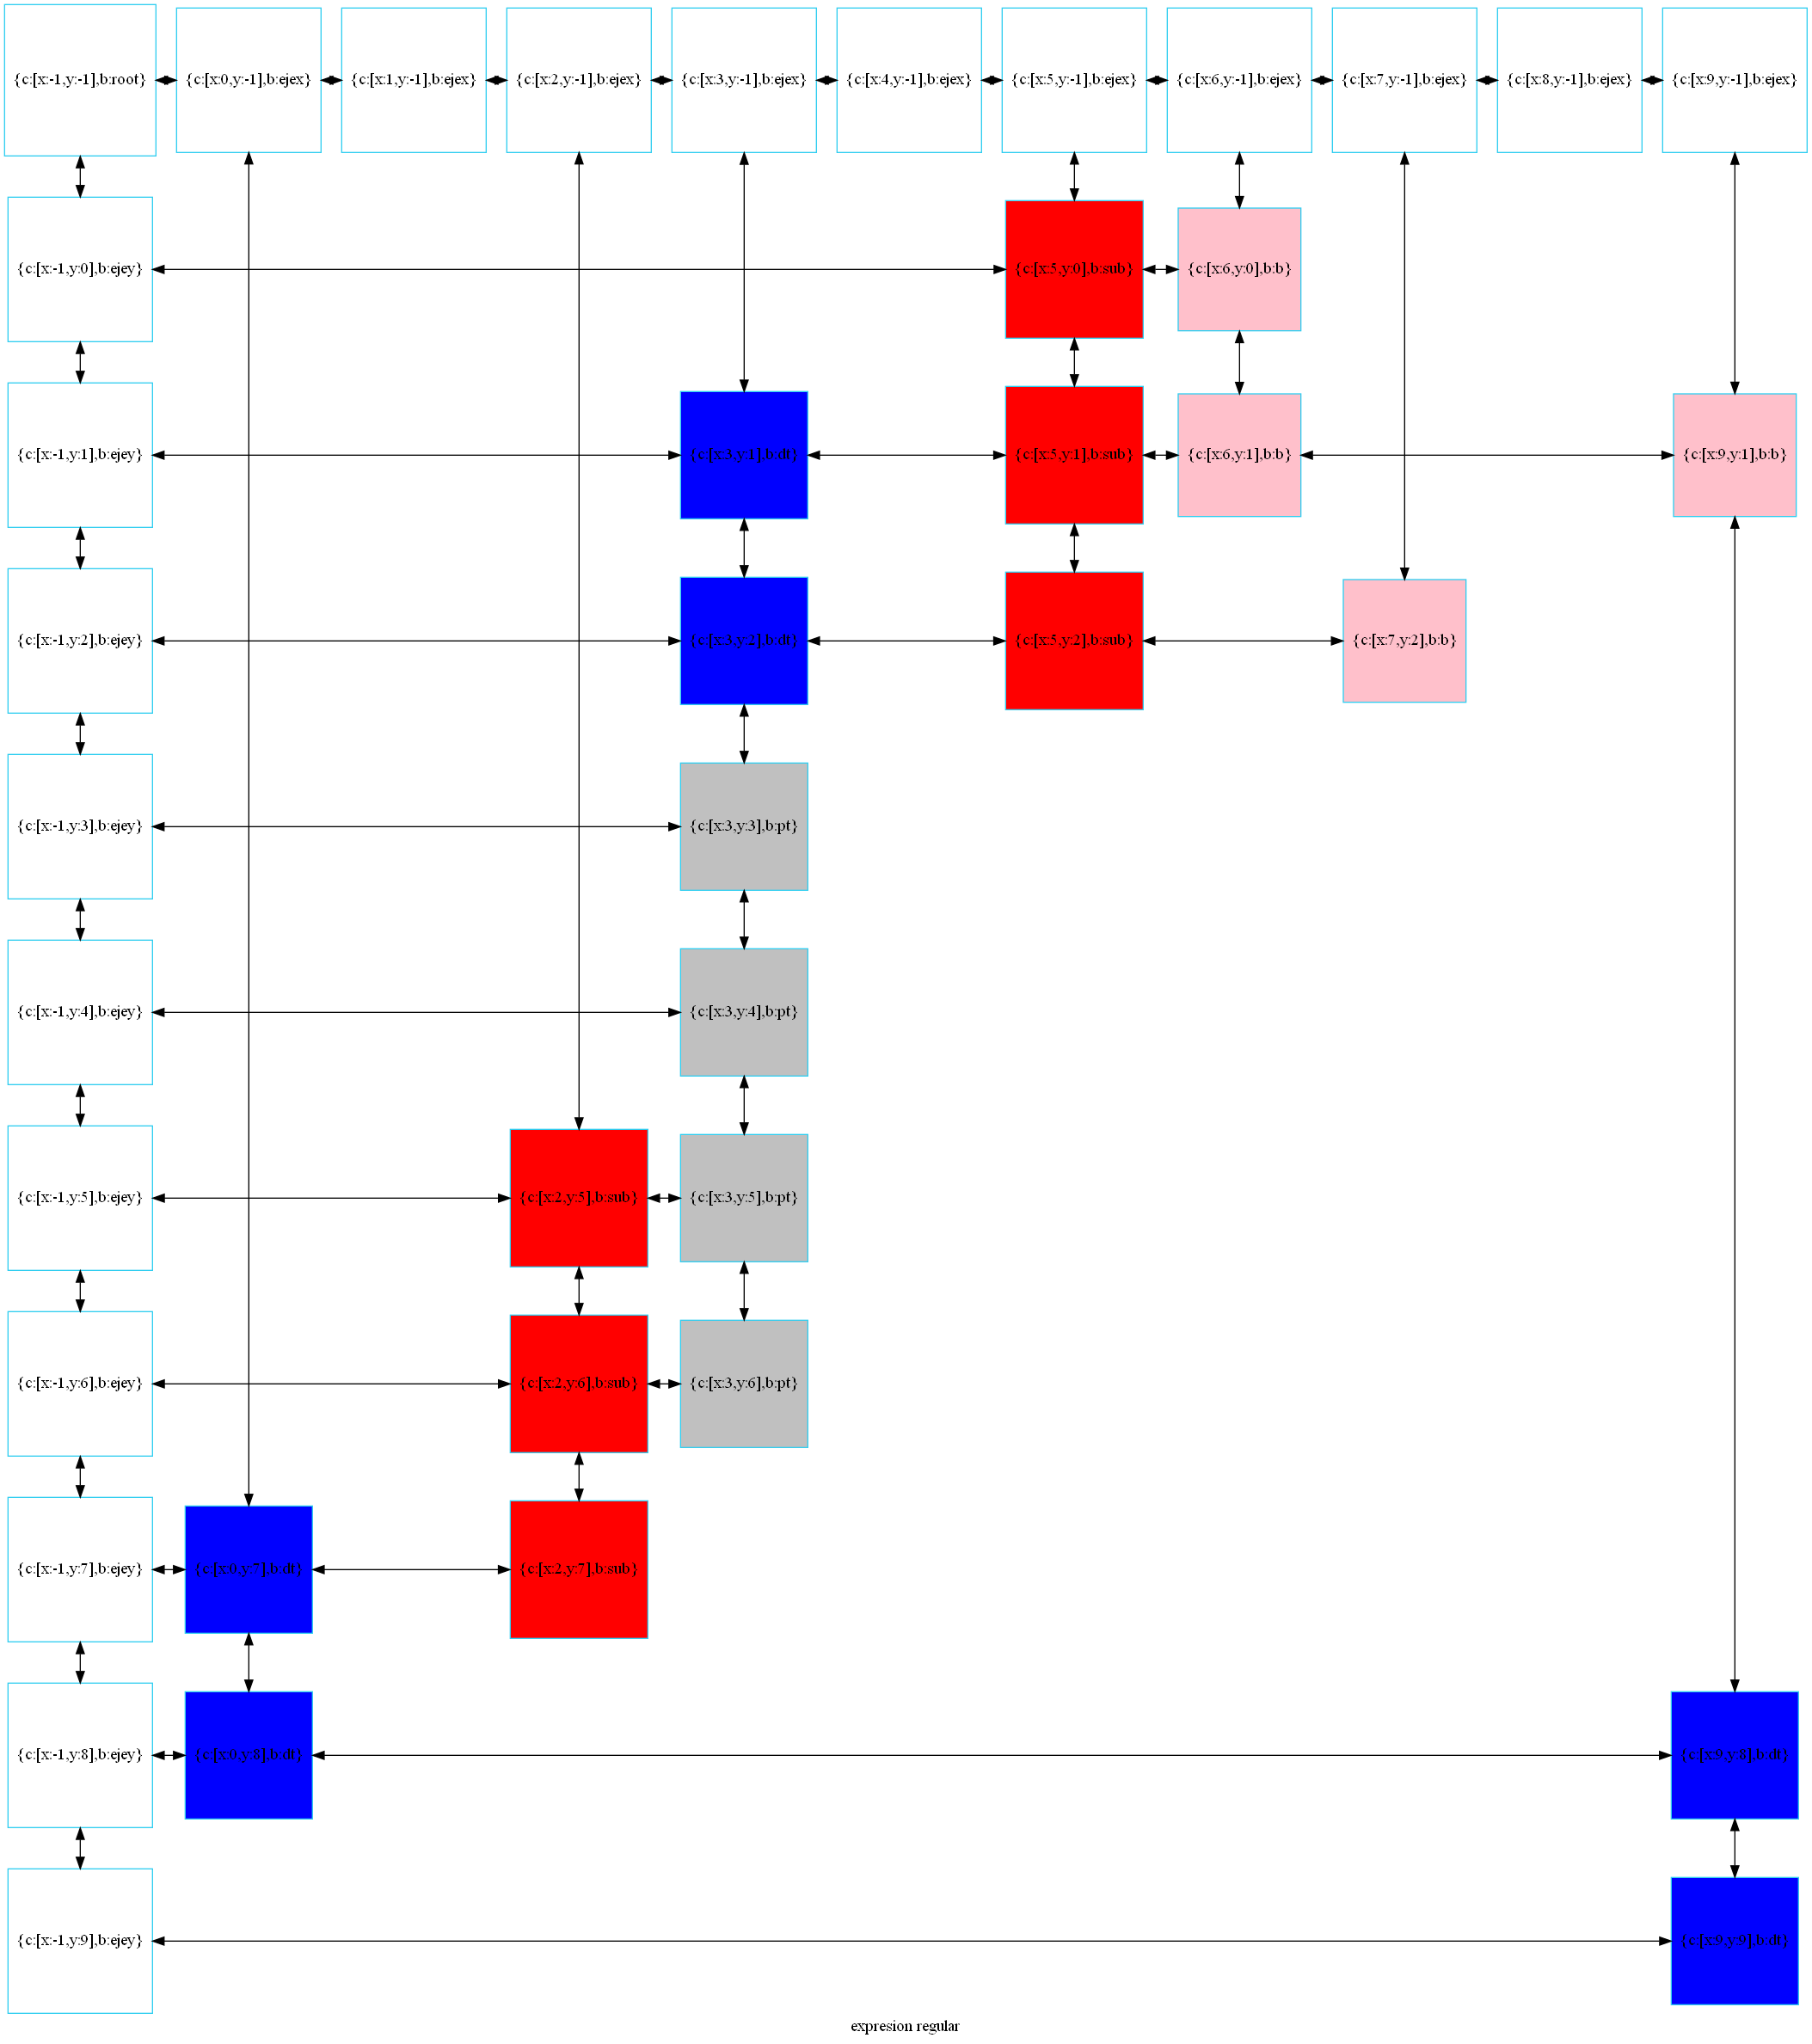 {c:[x:-1,y:-1],b:root} {c:[x:0,y:-1],b:ejex} {c:[x:1,y:-1],b:ejex} {c:[x:2,y:-1],b:ejex} {c:[x:3,y:-1],b:ejex} {c:[x:4,y:-1],b:ejex} {c:[x:5,y:-1],b:ejex} {c:[x:6,y:-1],b:ejex} {c:[x:7,y:-1],b:ejex} {c:[x:8,y:-1],b:ejex} {c:[x:9,y:-1],b:ejex}
{c:[x:-1,y:0],b:ejey} {c:[x:5,y:0],b:sub} {c:[x:6,y:0],b:b}
{c:[x:-1,y:1],b:ejey} {c:[x:3,y:1],b:dt} {c:[x:5,y:1],b:sub} {c:[x:6,y:1],b:b} {c:[x:9,y:1],b:b}
{c:[x:-1,y:2],b:ejey} {c:[x:3,y:2],b:dt} {c:[x:5,y:2],b:sub} {c:[x:7,y:2],b:b}
{c:[x:-1,y:3],b:ejey} {c:[x:3,y:3],b:pt}
{c:[x:-1,y:4],b:ejey} {c:[x:3,y:4],b:pt}
{c:[x:-1,y:5],b:ejey} {c:[x:2,y:5],b:sub} {c:[x:3,y:5],b:pt}
{c:[x:-1,y:6],b:ejey} {c:[x:2,y:6],b:sub} {c:[x:3,y:6],b:pt}
{c:[x:-1,y:7],b:ejey} {c:[x:0,y:7],b:dt} {c:[x:2,y:7],b:sub}
{c:[x:-1,y:8],b:ejey} {c:[x:0,y:8],b:dt} {c:[x:9,y:8],b:dt}
{c:[x:-1,y:9],b:ejey} {c:[x:9,y:9],b:dt}
expresion regular